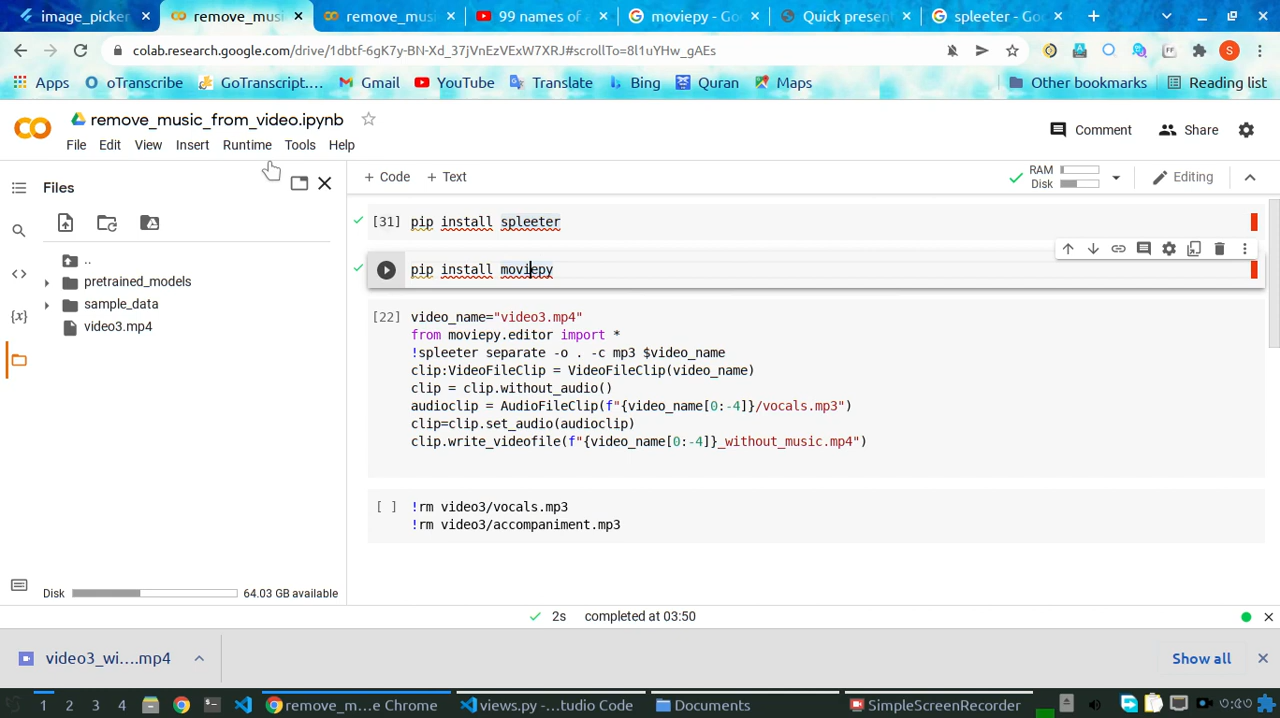 image_picker
remove_musi
remove_musi
99 names of a
moviepy - Go
Quick present
spleeter - Go
colab.research.google.com/drive/1dbtf-6gK7y-BN-Xd_37jVnEzVExW7XRJ#scrollTo=8l1uYHw_gAEs
S
Apps
oTranscribe
GoTranscript....
Gmail
YouTube
Translate
Bing
Quran
Maps
Other bookmarks
Reading list
remove_music_from_video.ipynb
Comment
Share
File Edit View Insert Runtime Tools Help
Files
+ Code + Text
RAM
Disk
Editing
..
pretrained_models
sample_data
video3.mp4
[31] pip install spleeter
pip install moviepy
[22] video_name="video3.mp4"
from moviepy.editor import *
!spleeter separate -o . -c mp3 $video_name
clip:VideoFileClip = VideoFileClip(video_name)
clip = clip.without_audio()
audioclip = AudioFileClip(f"{video_name[0:-4]}/vocals.mp3")
clip=clip.set_audio(audioclip)
clip.write_videofile(f"{video_name[0:-4]}_without_music.mp4")
[ ] !rm video3/vocals.mp3
!rm video3/accompaniment.mp3
Disk 64.03 GB available
2s completed at 03:50
video3_wi....mp4
Show all
1 2 3 4
remove_m...e Chrome
views.py - ...tudio Code
Documents
SimpleScreenRecorder